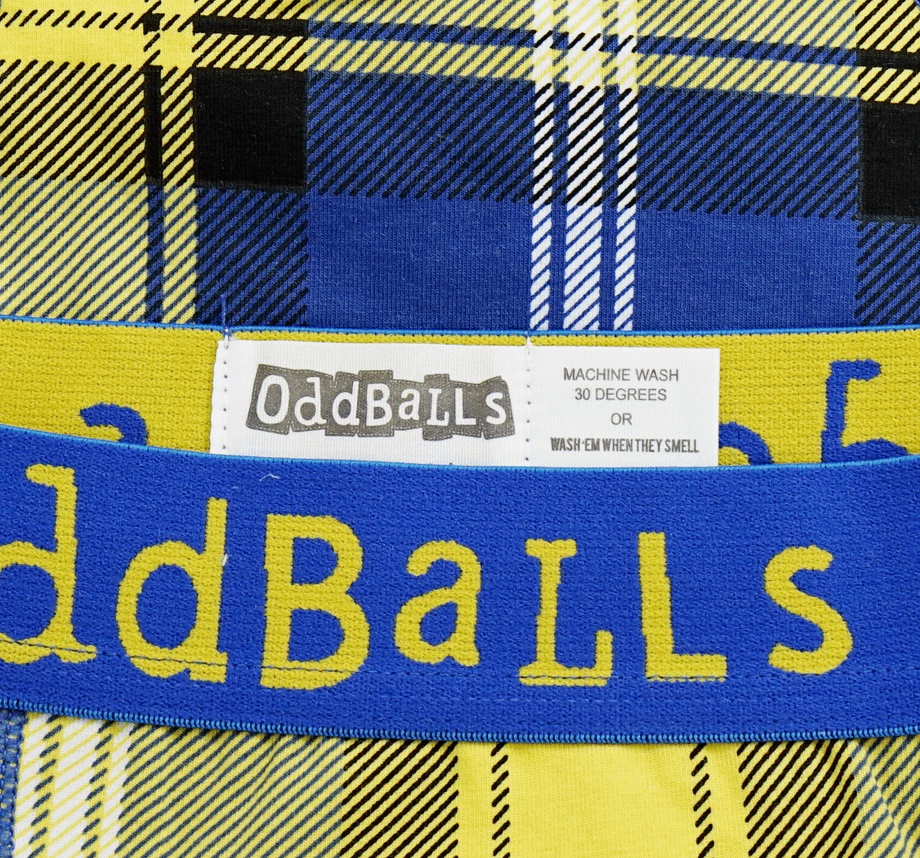 OddBaLLs
MACHINE WASH
30 DEGREES
OR
WASH 'EM WHEN THEY SMELL
ddBaLLs